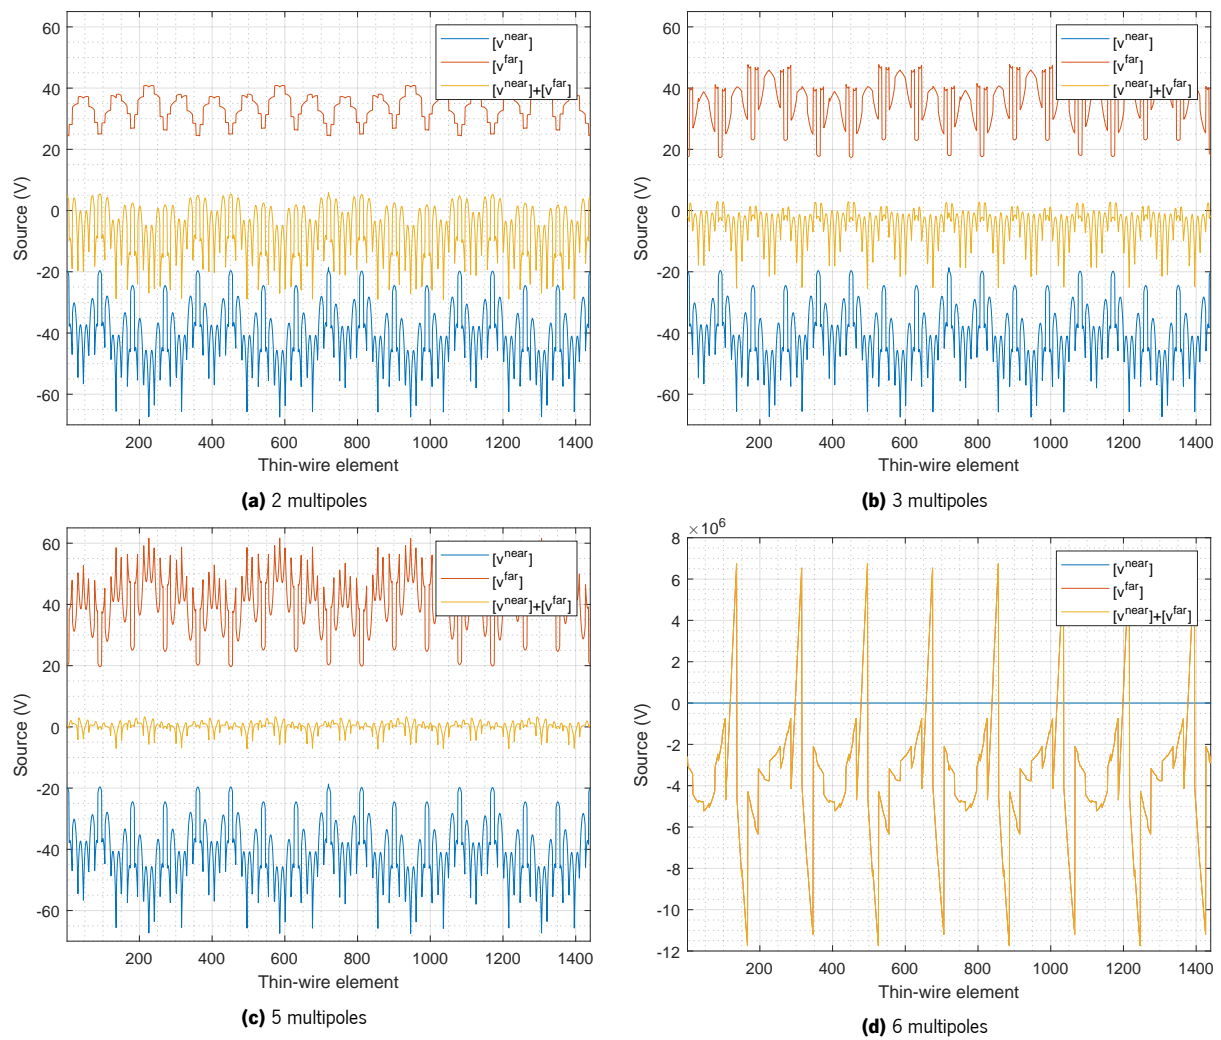 60
40
20
0
-20
-40
-60
Source (V)
200 400 600 800 1000 1200 1400
Thin-wire element
[v^near]
[v^far]
[v^near]+[v^far]
(a) 2 multipoles
60
40
20
0
-20
-40
-60
Source (V)
200 400 600 800 1000 1200 1400
Thin-wire element
[v^near]
[v^far]
[v^near]+[v^far]
(b) 3 multipoles
60
40
20
0
-20
-40
-60
Source (V)
200 400 600 800 1000 1200 1400
Thin-wire element
[v^near]
[v^far]
[v^near]+[v^far]
(c) 5 multipoles
×10^6
8
6
4
2
0
-2
-4
-6
-8
-10
-12
Source (V)
200 400 600 800 1000 1200 1400
Thin-wire element
[v^near]
[v^far]
[v^near]+[v^far]
(d) 6 multipoles